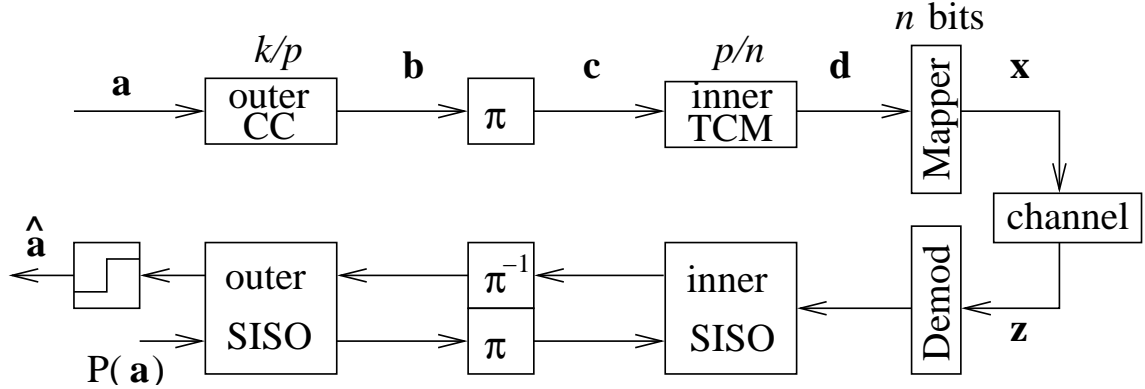 n bits
k/p
p/n
a
b
c
d
x
outer
CC
π
inner
TCM
Mapper
channel
â
outer
SISO
π⁻¹
π
inner
SISO
Demod
z
P(a)